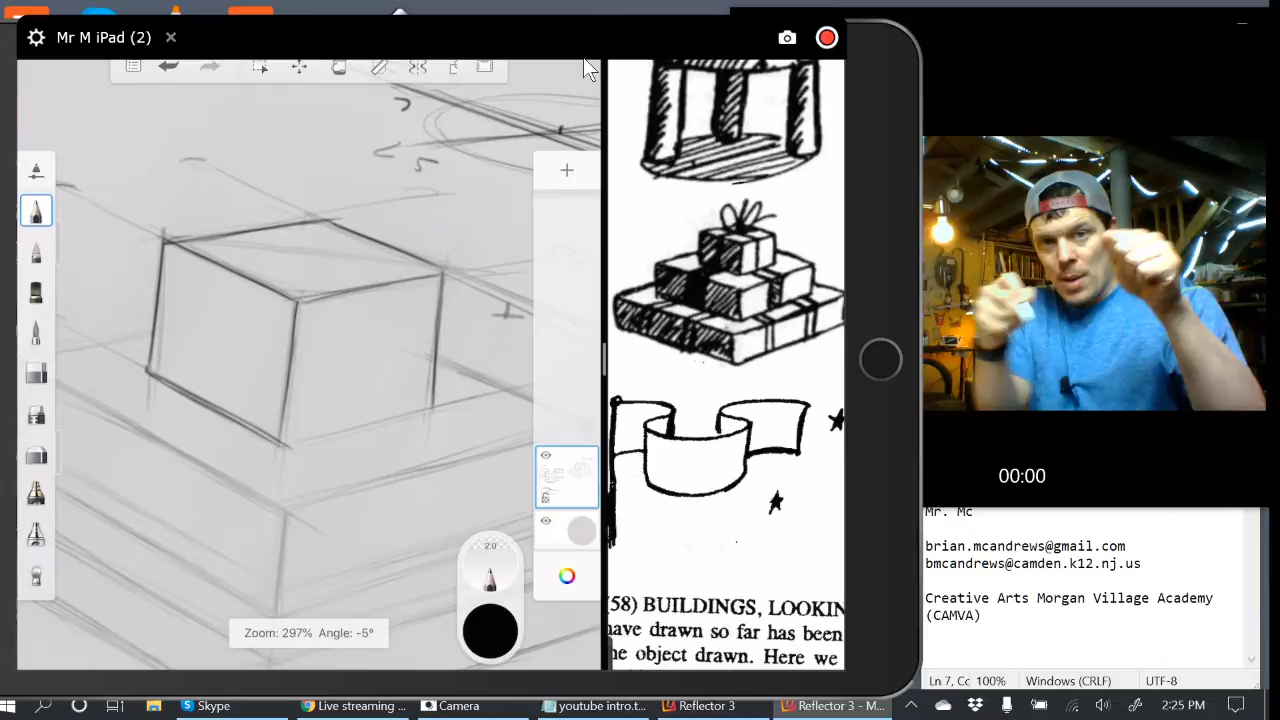 Mr M iPad (2)
2.0
Zoom: 297% Angle: -5°
(58) BUILDINGS, LOOKIN
have drawn so far has been
he object drawn. Here we
00:00
Mr. Mc
brian.mcandrews@gmail.com
bmcandrews@camden.k12.nj.us
Creative Arts Morgan Village Academy
(CAMVA)
Ln 7, Cc 100% Windows (CRLF) UTF-8
Skype Live streaming ... Camera youtube intro.t... Reflector 3 Reflector 3 - M... 2:25 PM